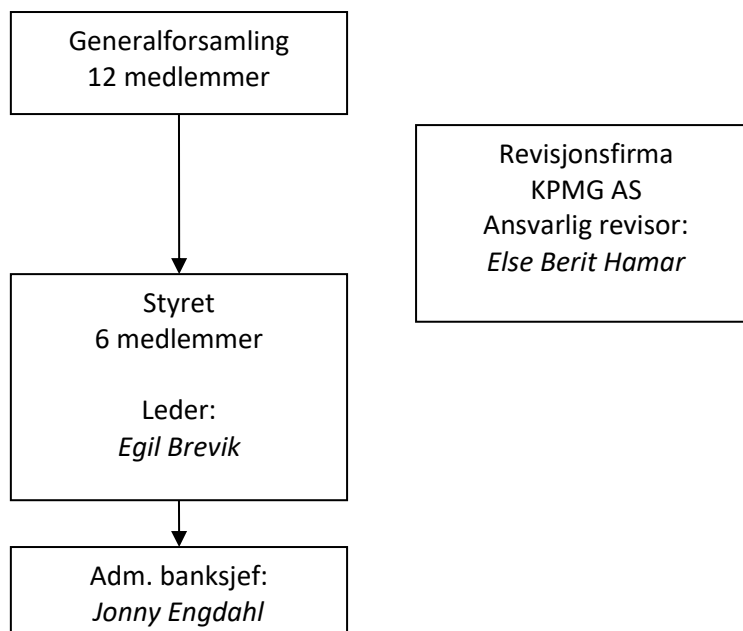 Generalforsamling
12 medlemmer
Revisjonsfirma
KPMG AS
Ansvarlig revisor:
Else Berit Hamar
Styret
6 medlemmer
Leder:
Egil Brevik
Adm. banksjef:
Jonny Engdahl